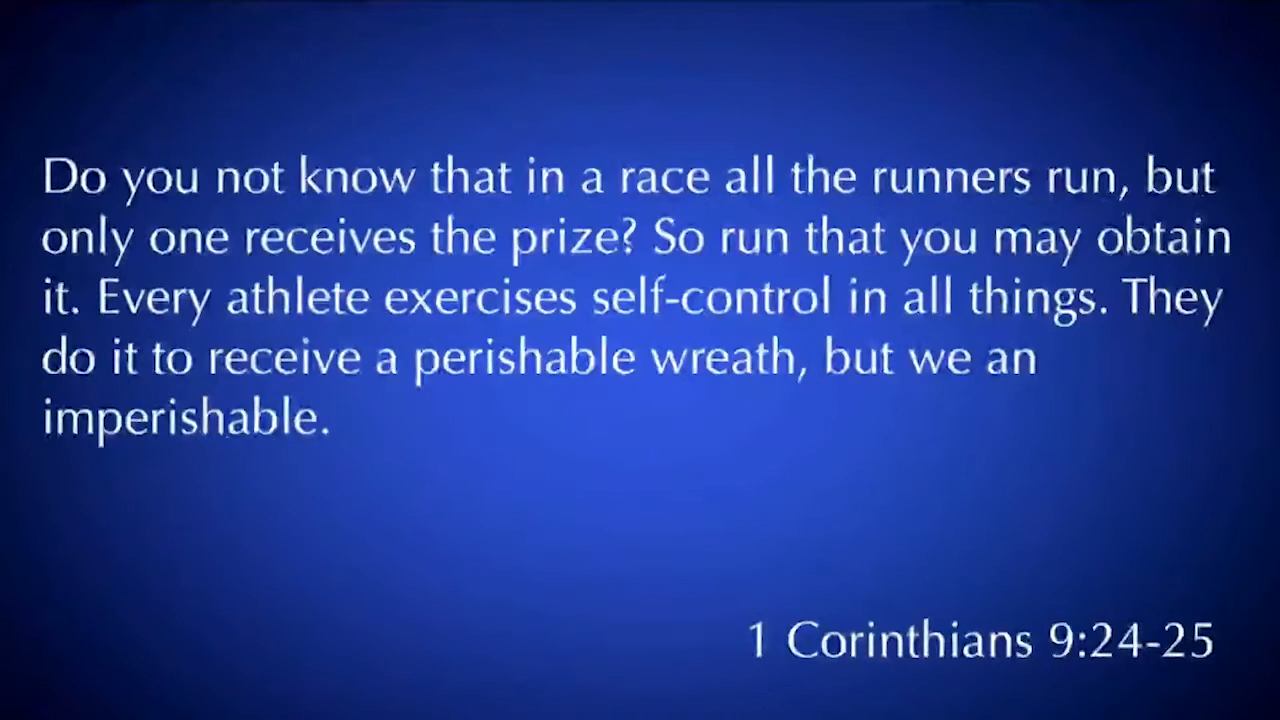 Do you not know that in a race all the runners run, but
only one receives the prize? So run that you may obtain
it. Every athlete exercises self-control in all things. They
do it to receive a perishable wreath, but we an
imperishable.
1 Corinthians 9:24-25